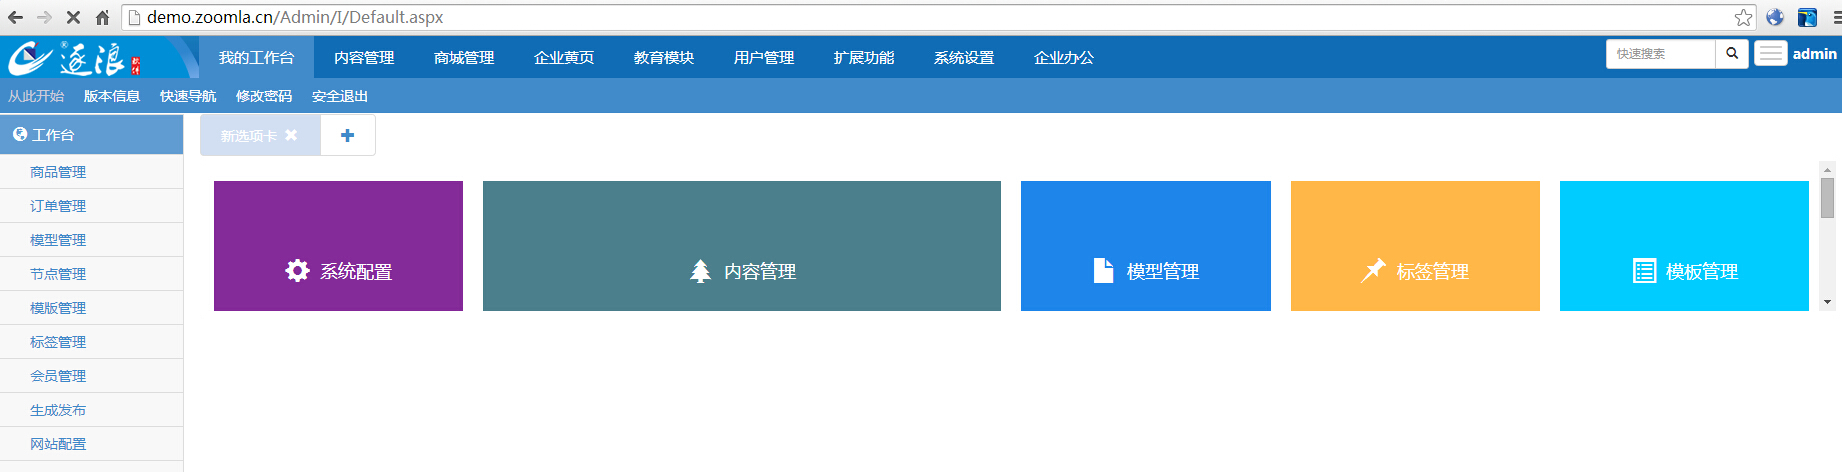 demo.zoomla.cn/Admin/I/Default.aspx
逐浪® 软件 我的工作台 内容管理 商城管理 企业黄页 教育模块 用户管理 扩展功能 系统设置 企业办公 快速搜索 admin
从此开始 版本信息 快速导航 修改密码 安全退出
工作台
新选项卡
商品管理
订单管理
模型管理
节点管理
模版管理
标签管理
会员管理
生成发布
网站配置
系统配置
内容管理
模型管理
标签管理
模板管理